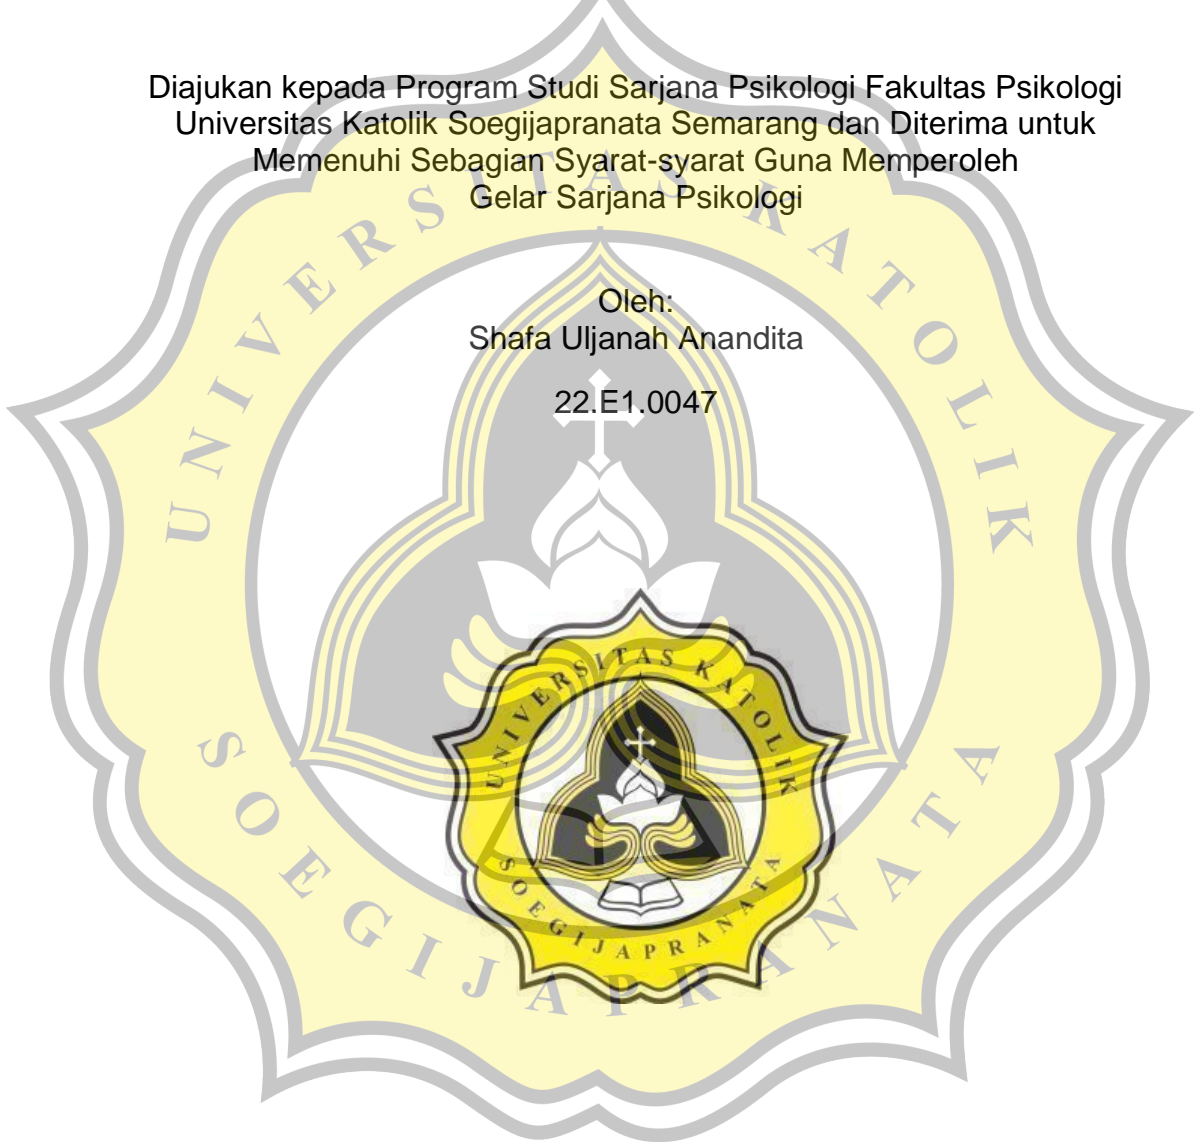 Diajukan kepada Program Studi Sarjana Psikologi Fakultas Psikologi
Universitas Katolik Soegijapranata Semarang dan Diterima untuk
Memenuhi Sebagian Syarat-syarat Guna Memperoleh
Gelar Sarjana Psikologi
Oleh:
Shafa Uljanah Anandita
22.E1.0047
UNIVERSITAS KATOLIK
SOEGIJAPRANATA
UNIVERSITAS KATOLIK
SOEGIJAPRANATA